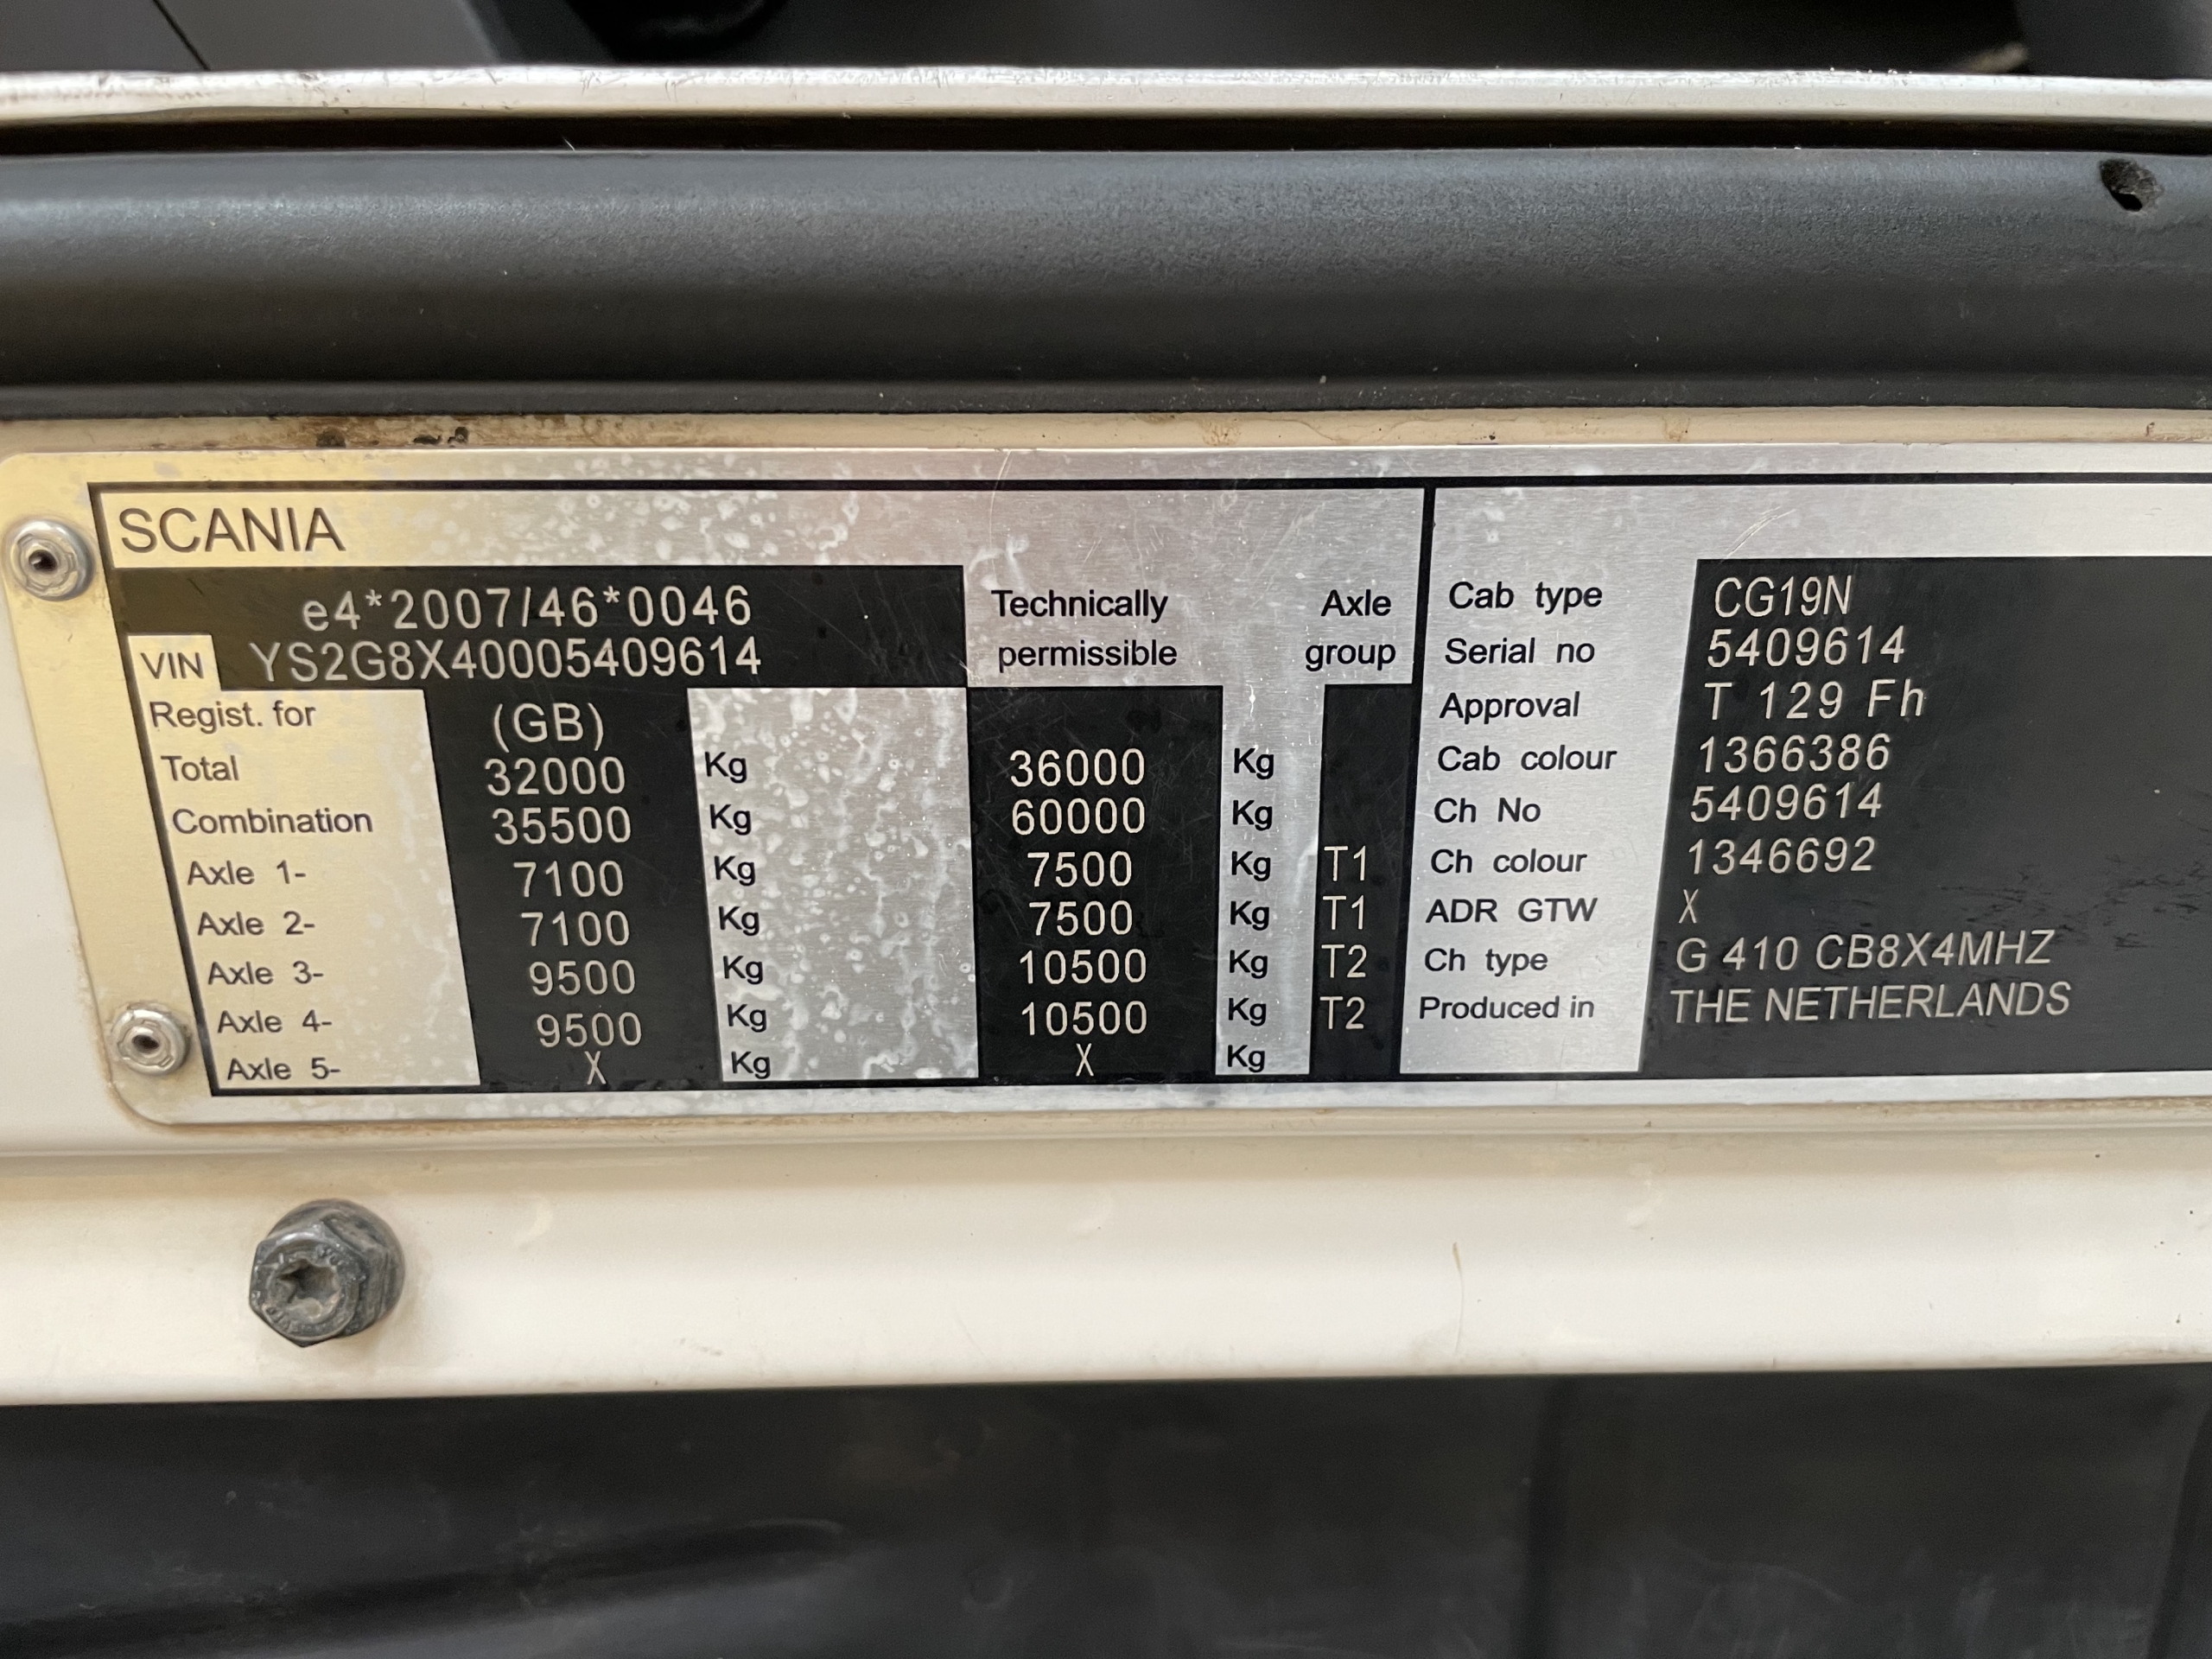 SCANIA
e4*2007/46*0046
VIN YS2G8X40005409614
Technically permissible
Axle group
Regist. for (GB)
Total 32000 Kg 36000 Kg
Combination 35500 Kg 60000 Kg
Axle 1- 7100 Kg 7500 Kg T1
Axle 2- 7100 Kg 7500 Kg T1
Axle 3- 9500 Kg 10500 Kg T2
Axle 4- 9500 Kg 10500 Kg T2
Axle 5- X Kg X Kg
Cab type CG19N
Serial no 5409614
Approval T 129 Fh
Cab colour 1366386
Ch No 5409614
Ch colour 1346692
ADR GTW X
Ch type G 410 CB8X4MHZ
Produced in THE NETHERLANDS